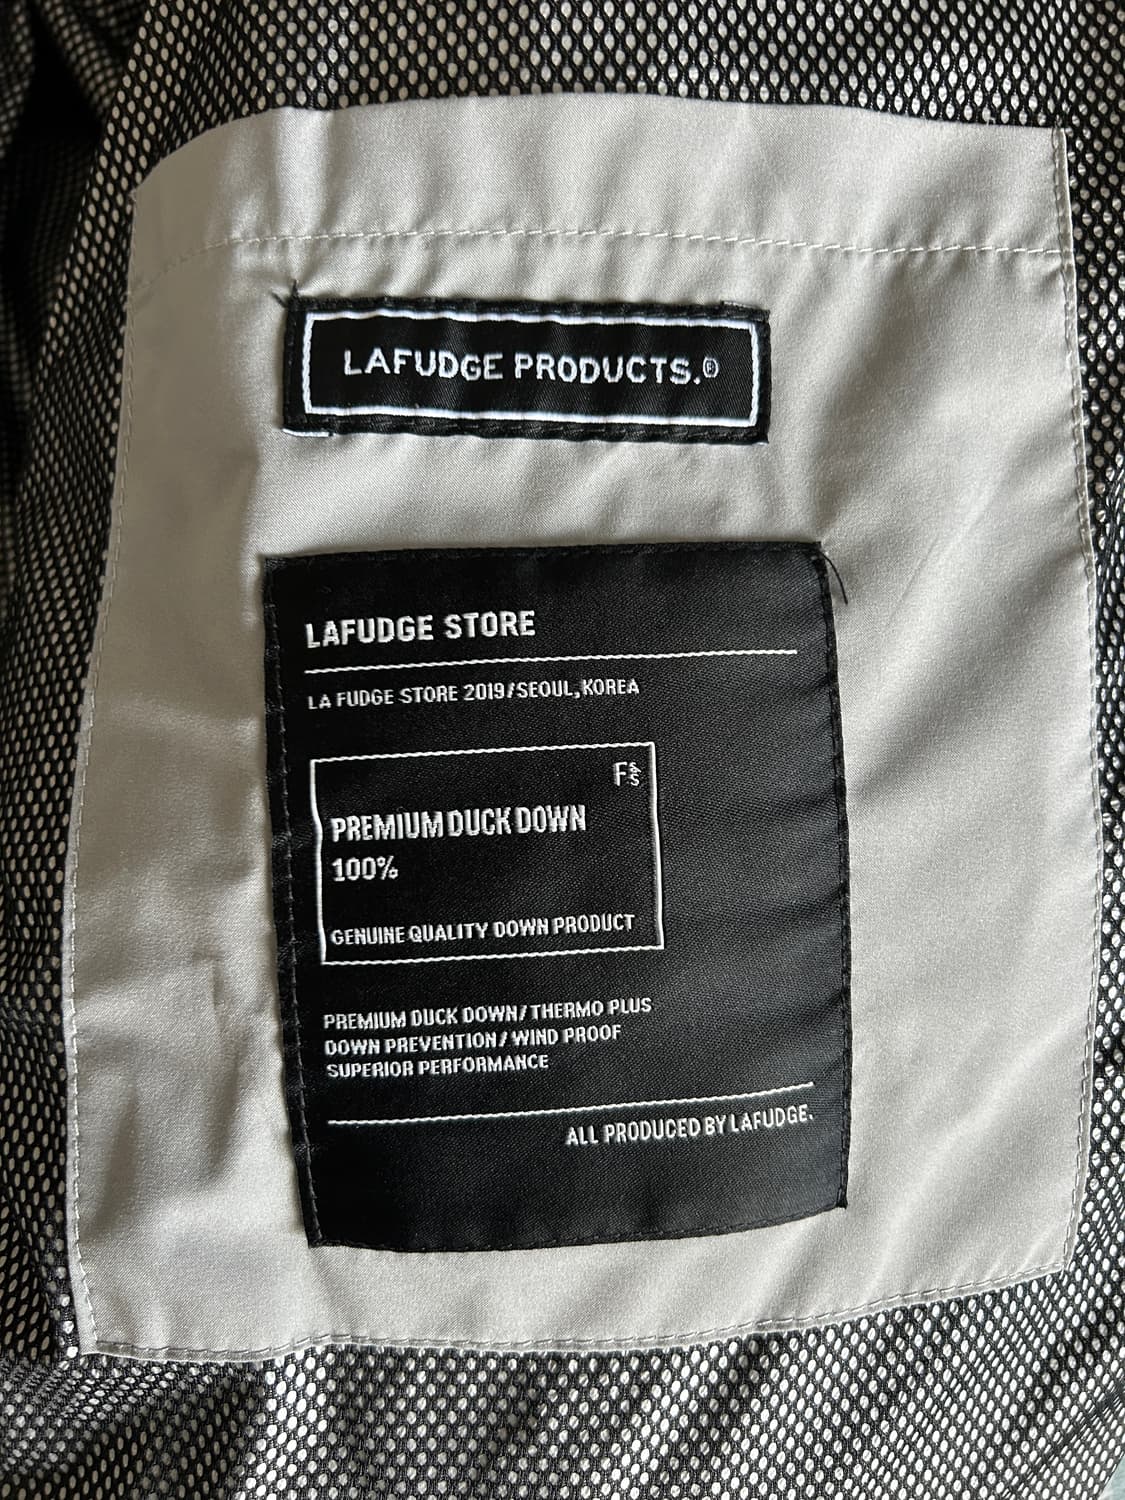 LAFUDGE PRODUCTS.®
LAFUDGE STORE
LA FUDGE STORE 2019/SEOUL, KOREA
FS/S
PREMIUM DUCK DOWN
100%
GENUINE QUALITY DOWN PRODUCT
PREMIUM DUCK DOWN/THERMO PLUS
DOWN PREVENTION/WIND PROOF
SUPERIOR PERFORMANCE
ALL PRODUCED BY LAFUDGE.